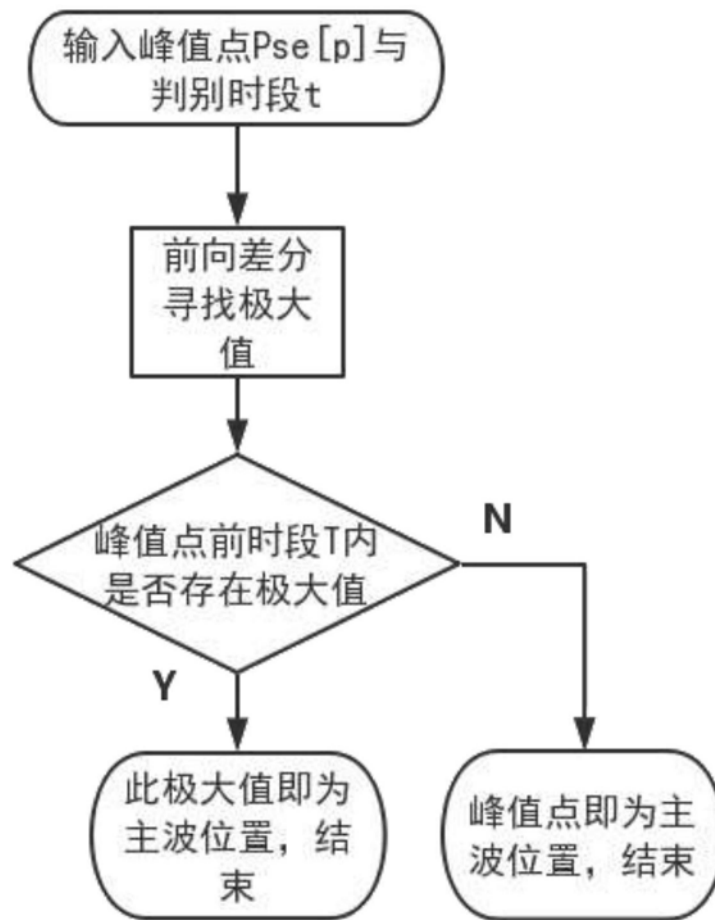 输入峰值点Pse[p]与
判别时段t
前向差分
寻找极大
值
峰值点前时段T内
是否存在极大值
N
Y
此极大值即为
主波位置，结
束
峰值点即为主
波位置，结束